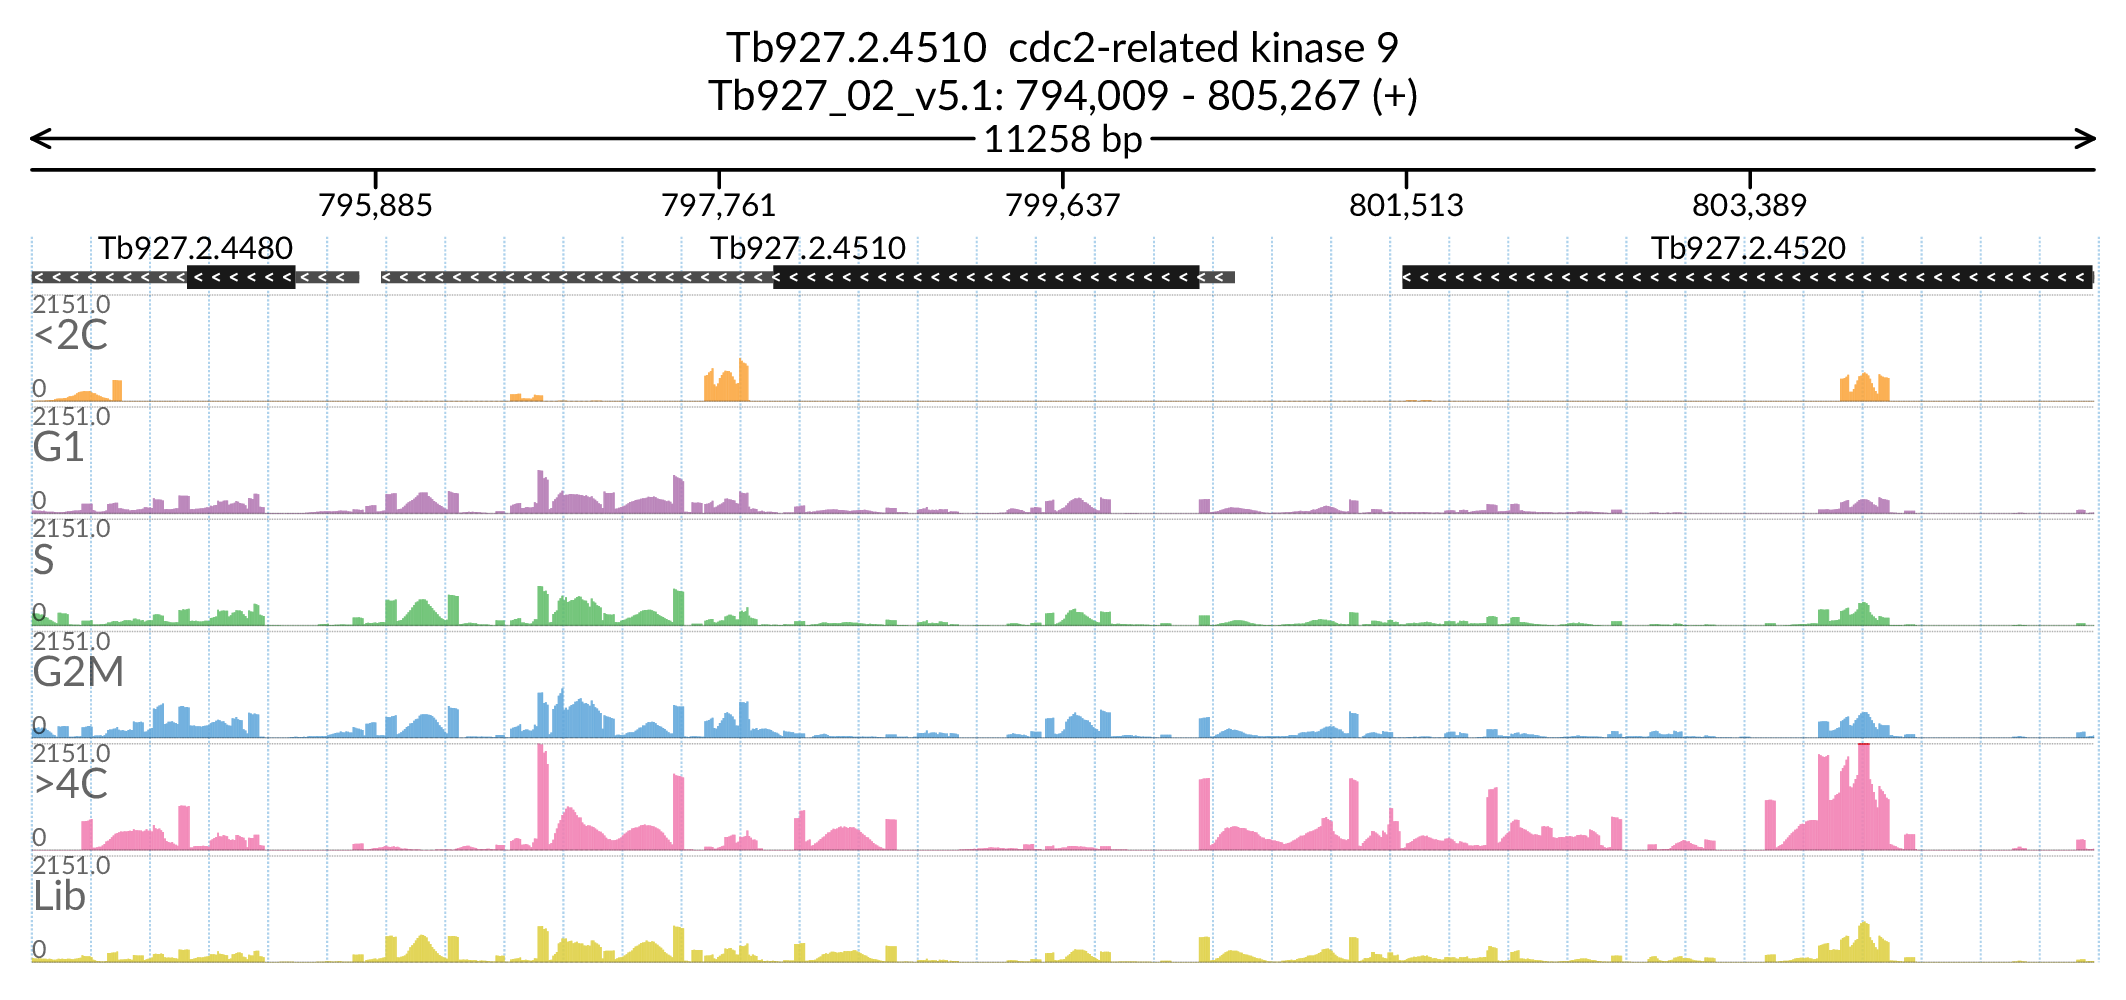 Tb927.2.4510  cdc2-related kinase 9
Tb927_02_v5.1: 794,009 - 805,267 (+)
11258 bp
795,885 797,761 799,637 801,513 803,389
Tb927.2.4480 Tb927.2.4510 Tb927.2.4520
2151.0
<2C
0
2151.0
G1
0
2151.0
S
0
2151.0
G2M
0
2151.0
>4C
0
2151.0
Lib
0